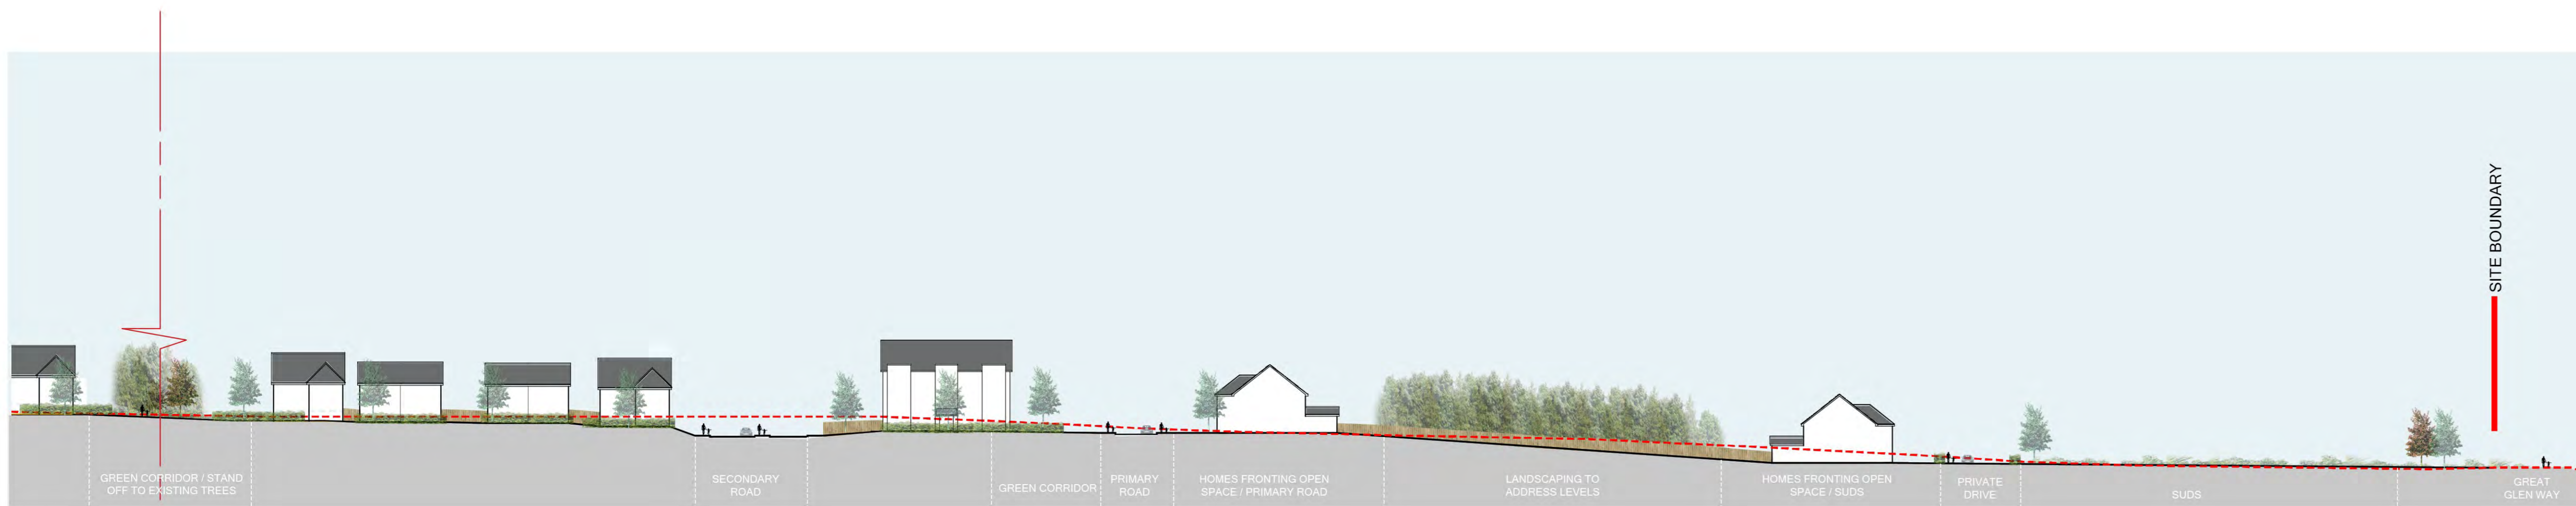 SITE BOUNDARY
GREEN CORRIDOR / STAND
OFF TO EXISTING TREES
SECONDARY
ROAD
GREEN CORRIDOR
PRIMARY
ROAD
HOMES FRONTING OPEN
SPACE / PRIMARY ROAD
LANDSCAPING TO
ADDRESS LEVELS
HOMES FRONTING OPEN
SPACE / SUDS
PRIVATE
DRIVE
SUDS
GREAT
GLEN WAY